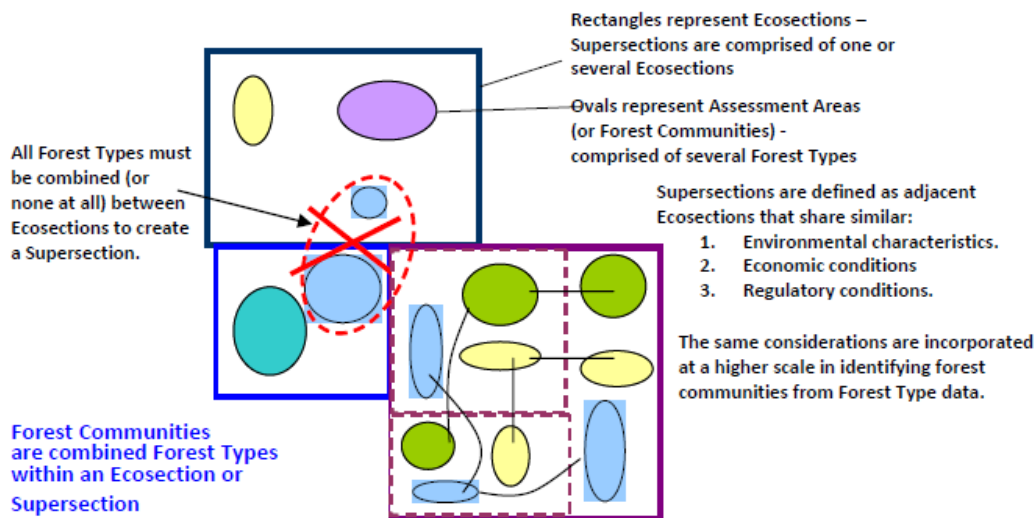 Rectangles represent Ecosections –
Supersections are comprised of one or
several Ecosections
Ovals represent Assessment Areas
(or Forest Communities) -
comprised of several Forest Types
All Forest Types must
be combined (or
none at all) between
Ecosections to create
a Supersection.
Supersections are defined as adjacent
Ecosections that share similar:
1. Environmental characteristics.
2. Economic conditions
3. Regulatory conditions.
The same considerations are incorporated
at a higher scale in identifying forest
communities from Forest Type data.
Forest Communities
are combined Forest Types
within an Ecosection or
Supersection